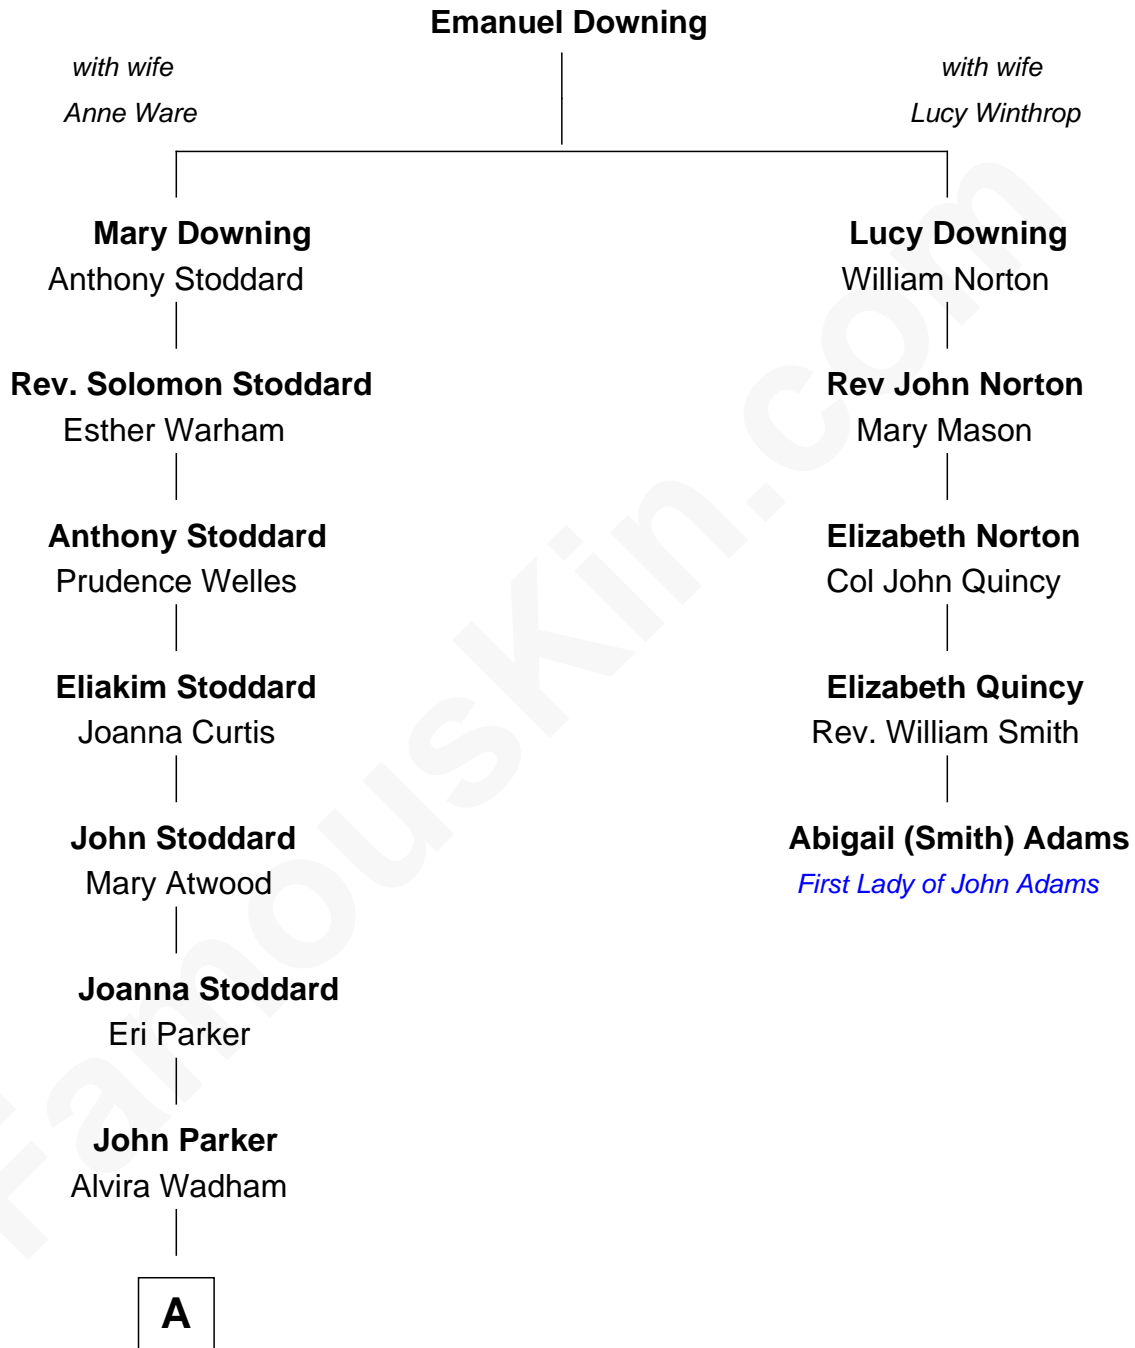 Emanuel Downing
with wife
Anne Ware
with wife
Lucy Winthrop
Mary Downing
Anthony Stoddard
Lucy Downing
William Norton
Rev. Solomon Stoddard
Esther Warham
Rev John Norton
Mary Mason
Anthony Stoddard
Prudence Welles
Elizabeth Norton
Col John Quincy
Eliakim Stoddard
Joanna Curtis
Elizabeth Quincy
Rev. William Smith
John Stoddard
Mary Atwood
Abigail (Smith) Adams
First Lady of John Adams
Joanna Stoddard
Eri Parker
John Parker
Alvira Wadham
A
FamousKin.com